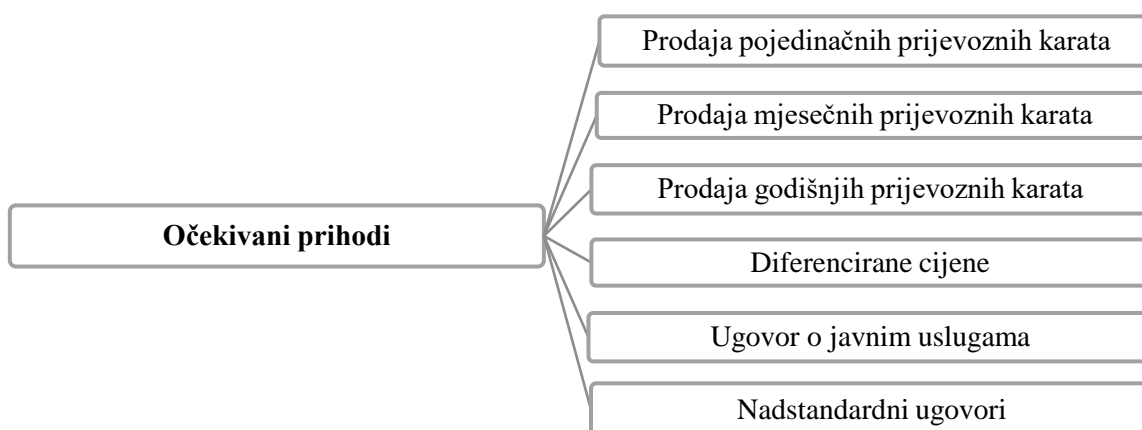 Prodaja pojedinačnih prijevoznih karata
Prodaja mjesečnih prijevoznih karata
Prodaja godišnjih prijevoznih karata
Očekivani prihodi
Diferencirane cijene
Ugovor o javnim uslugama
Nadstandardni ugovori